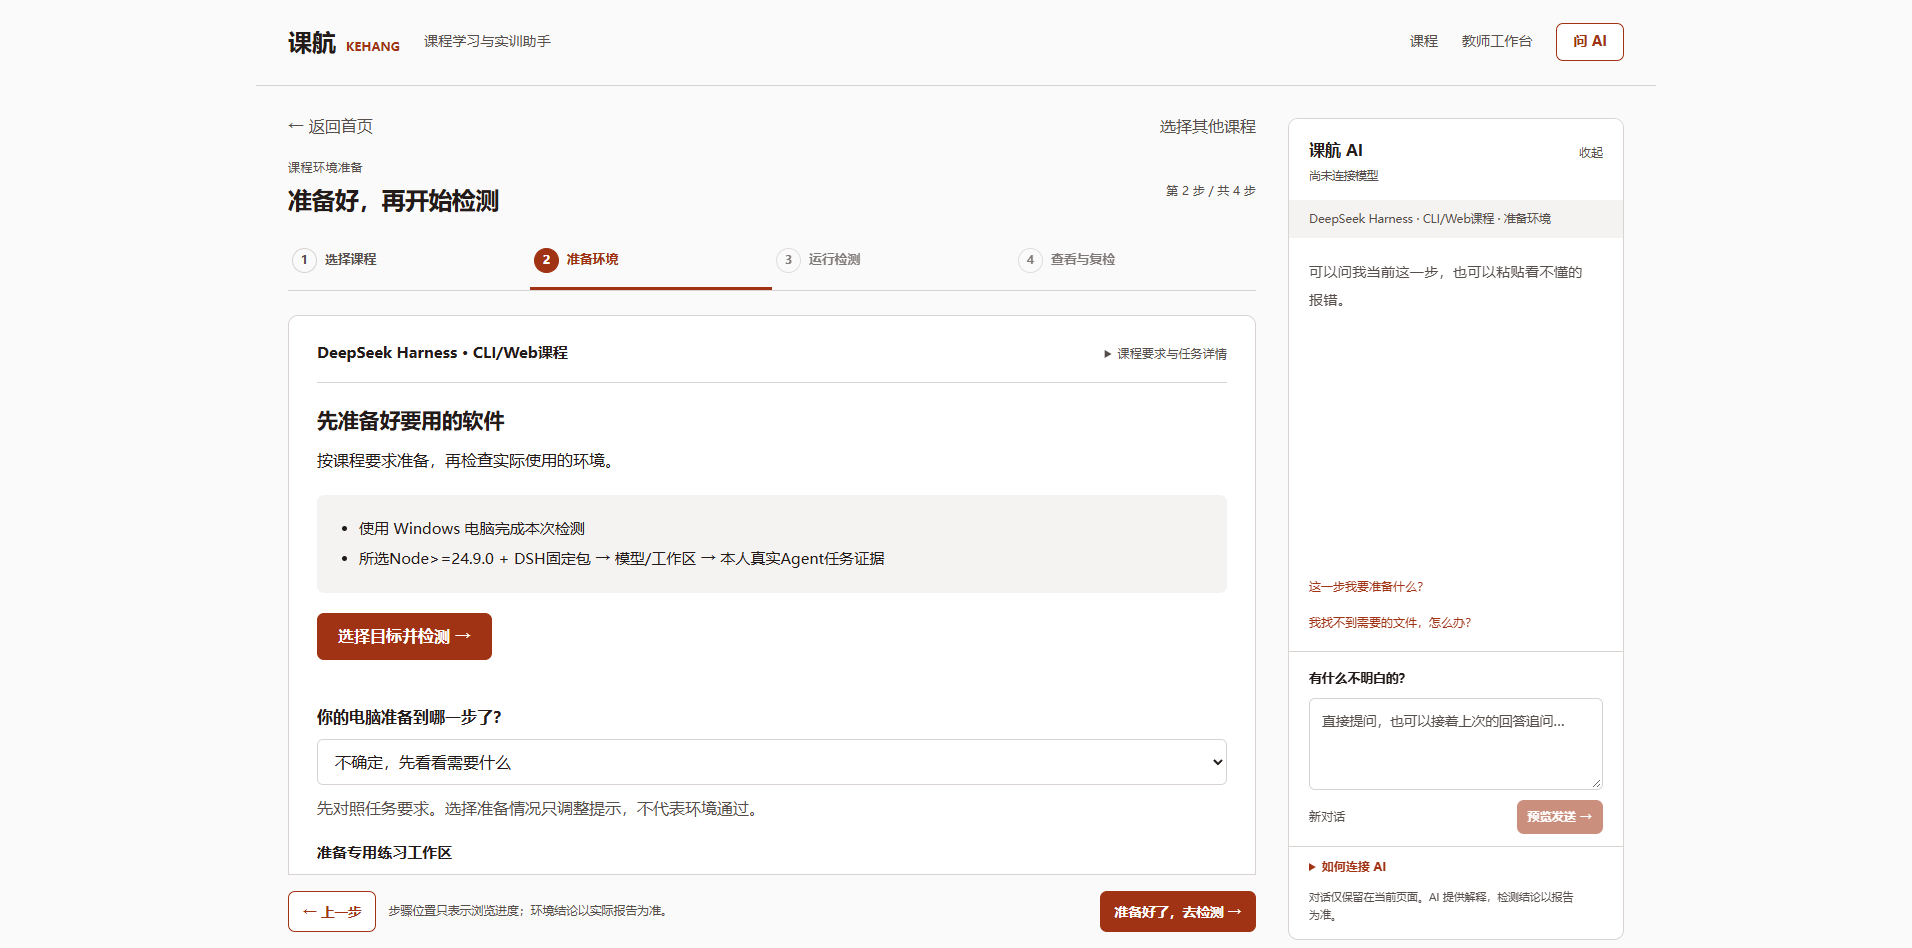 课航 KEHANG 课程学习与实训助手
课程 教师工作台 问 AI
← 返回首页 选择其他课程
课程环境准备
准备好，再开始检测
第 2 步 / 共 4 步
1 选择课程 2 准备环境 3 运行检测 4 查看与复检
DeepSeek Harness · CLI/Web课程
▶ 课程要求与任务详情
先准备好要用的软件
按课程要求准备，再检查实际使用的环境。
• 使用 Windows 电脑完成本次检测
• 所选Node>=24.9.0 + DSH固定包 → 模型/工作区 → 本人真实Agent任务证据
选择目标并检测 →
你的电脑准备到哪一步了？
不确定，先看看需要什么
先对照任务要求。选择准备情况只调整提示，不代表环境通过。
准备专用练习工作区
← 上一步 步骤位置只表示浏览进度；环境结论以实际报告为准。 准备好了，去检测 →
课航 AI
收起
尚未连接模型
DeepSeek Harness · CLI/Web课程 · 准备环境
可以问我当前这一步，也可以粘贴看不懂的
报错。
这一步我要准备什么？
我找不到需要的文件，怎么办？
有什么不明白的？
直接提问，也可以接着上次的回答追问...
新对话 预览发送 →
▶ 如何连接 AI
对话仅保留在当前页面。AI 提供解释，检测结论以报告
为准。